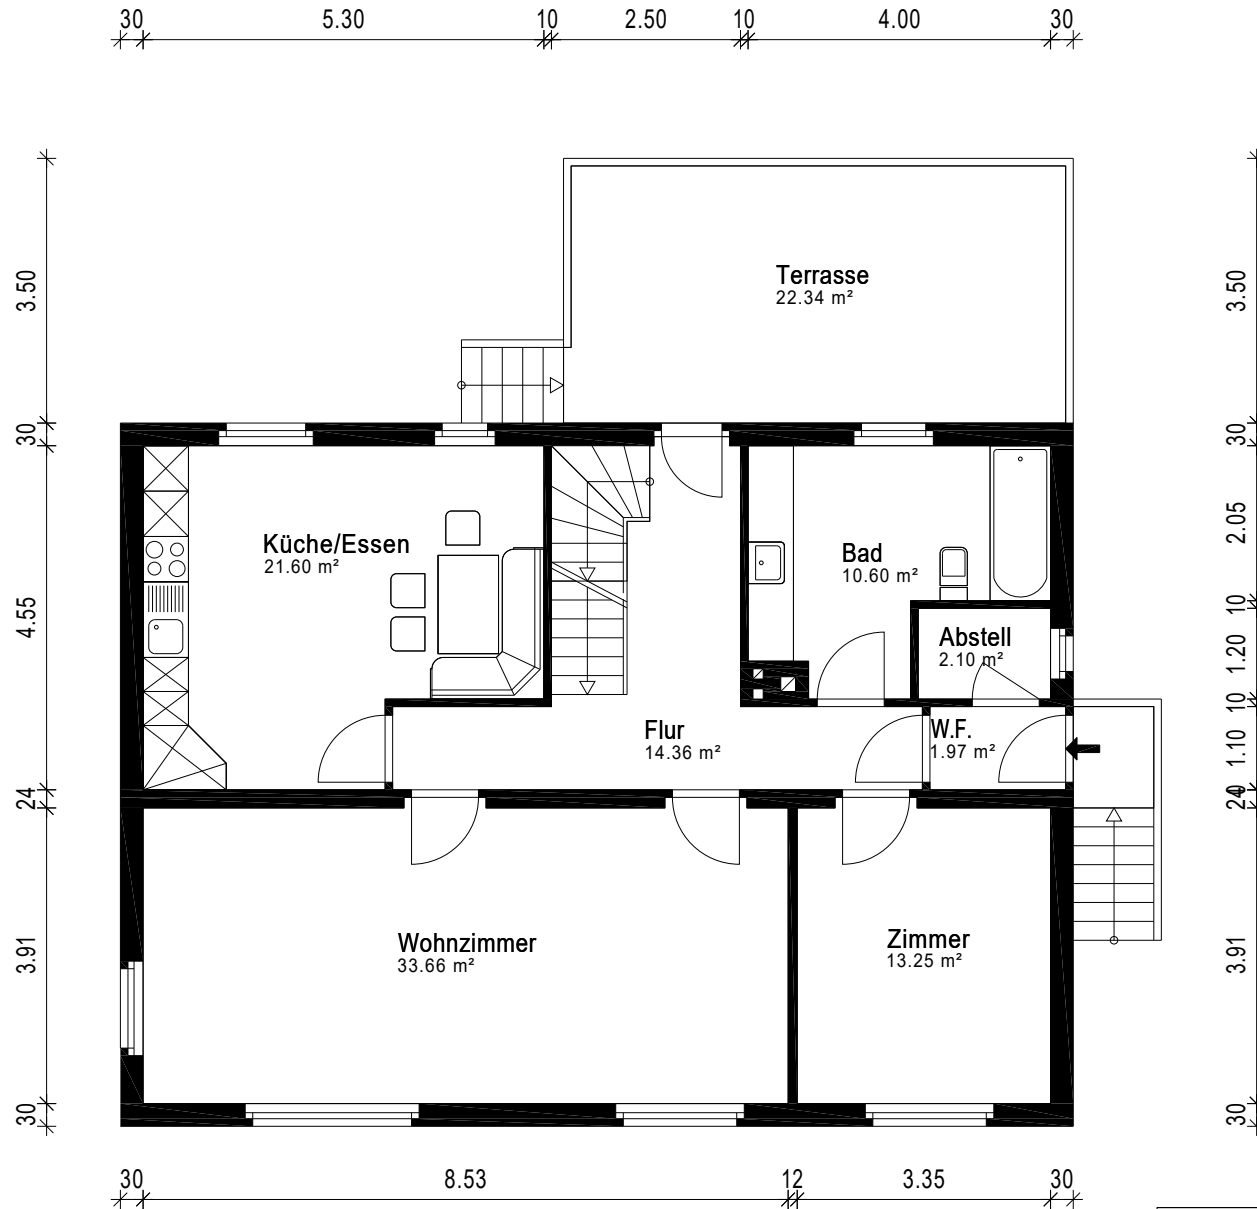 30 5.30 10 2.50 10 4.00 30
3.50
3.50
Terrasse
22.34 m²
30
30
Küche/Essen
21.60 m²
2.05
Bad
10.60 m²
4.55
10
Abstell
2.10 m²
1.20
10
Flur
14.36 m²
W.F.
1.97 m²
1.10
24
24
Wohnzimmer
33.66 m²
Zimmer
13.25 m²
3.91
3.91
30
30
30 8.53 12 3.35 30